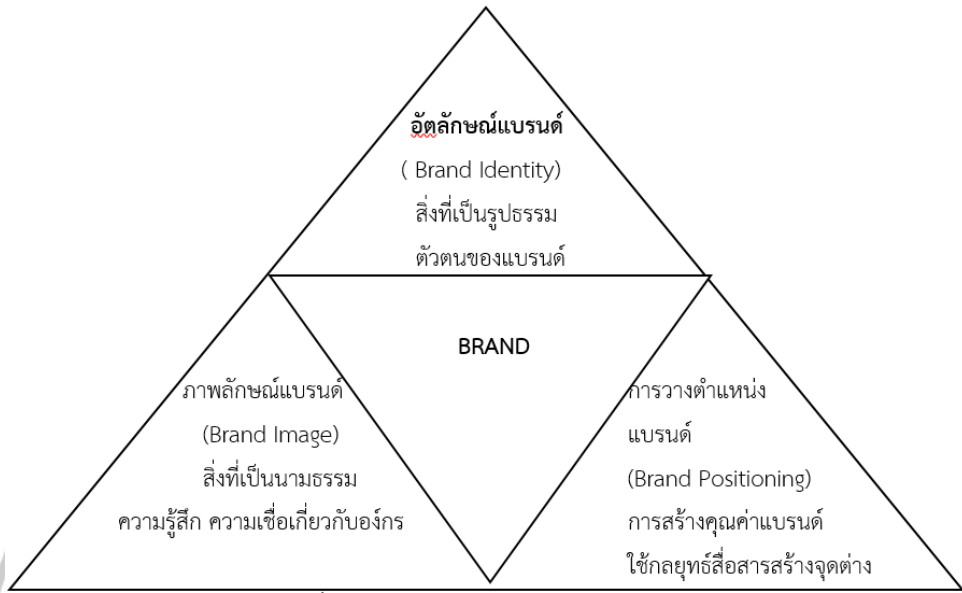 อัตลักษณ์แบรนด์
( Brand Identity)
สิ่งที่เป็นรูปธรรม
ตัวตนของแบรนด์
BRAND
ภาพลักษณ์แบรนด์
(Brand Image)
สิ่งที่เป็นนามธรรม
ความรู้สึก ความเชื่อเกี่ยวกับอง์กร
การวางตำแหน่ง
แบรนด์
(Brand Positioning)
การสร้างคุณค่าแบรนด์
ใช้กลยุทธ์สื่อสารสร้างจุดต่าง